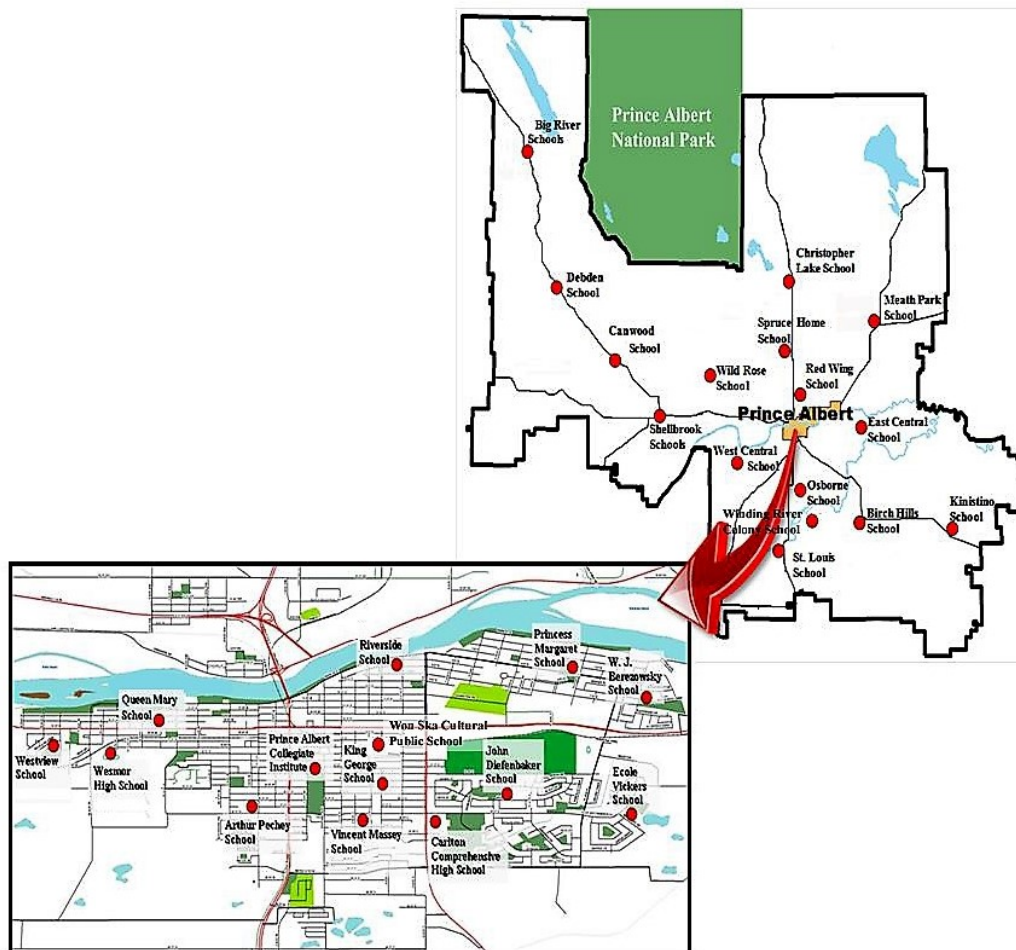 Prince Albert
National Park
Big River
Schools
Christopher
Lake School
Debden
School
Meath Park
School
Canwood
School
Spruce Home
School
Wild Rose
School
Red Wing
School
Prince Albert
Shellbrook
Schools
East Central
School
West Central
School
Osborne
School
Kinistino
School
Winding River
Colony School
Birch Hills
School
St. Louis
School
Riverside
School
Princess
Margaret
School
W. J.
Berezowsky
School
Queen Mary
School
Won Ska Cultural
Public School
Prince Albert
Collegiate
Institute
King
George
School
John
Diefenbaker
School
Westview
School
Wesmor
High School
Ecole
Vickers
School
Arthur Pechey
School
Vincent Massey
School
Carlton
Comprehensive
High School